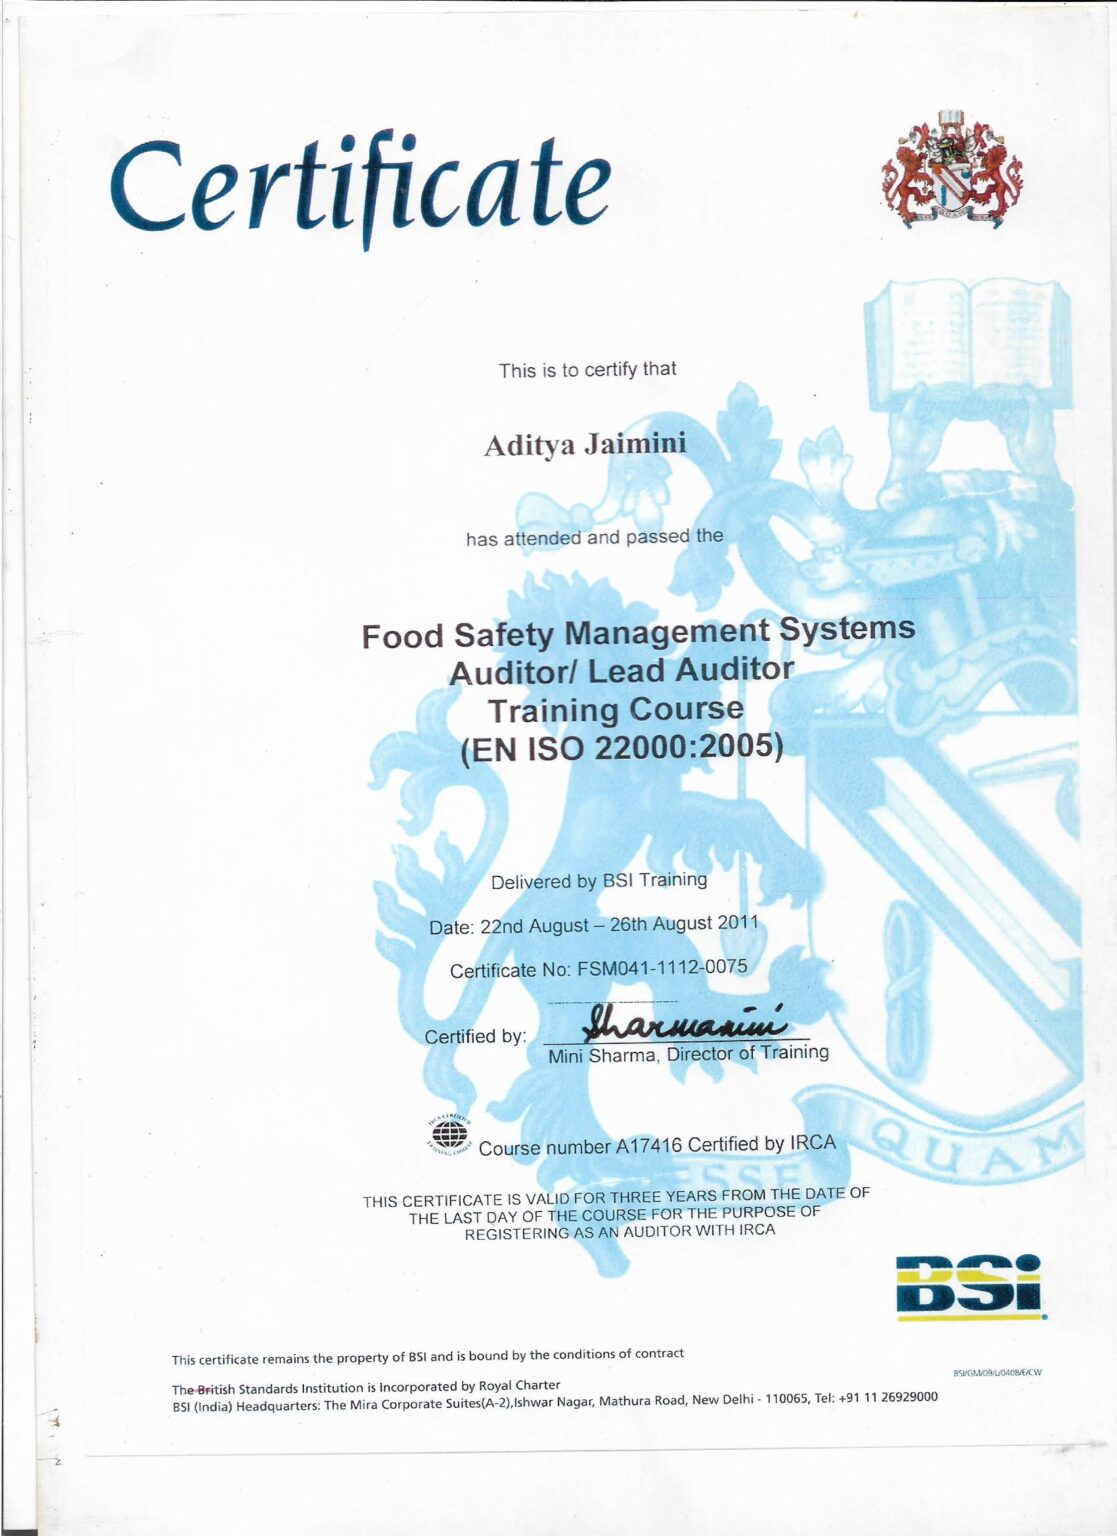 Certificate
This is to certify that
Aditya Jaimini
has attended and passed the
Food Safety Management Systems
Auditor/ Lead Auditor
Training Course
(EN ISO 22000:2005)
Delivered by BSI Training
Date: 22nd August – 26th August 2011
Certificate No: FSM041-1112-0075
Certified by: Sharmamini
Mini Sharma, Director of Training
IRCA CERTIFIED
TRAINING COURSE
Course number A17416 Certified by IRCA
ESSE QUAM
THIS CERTIFICATE IS VALID FOR THREE YEARS FROM THE DATE OF
THE LAST DAY OF THE COURSE FOR THE PURPOSE OF
REGISTERING AS AN AUDITOR WITH IRCA
BSi
This certificate remains the property of BSI and is bound by the conditions of contract
BSI/GM/09/L/0408/E/CW
The British Standards Institution is Incorporated by Royal Charter
BSI (India) Headquarters: The Mira Corporate Suites(A-2),Ishwar Nagar, Mathura Road, New Delhi - 110065, Tel: +91 11 26929000